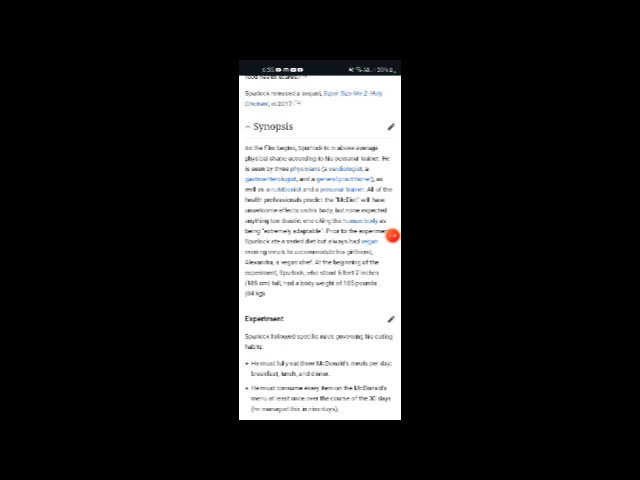 food health scares.
Spurlock released a sequel, Super Size Me 2: Holy
Chicken!, in 2017.
Synopsis
As the film begins, Spurlock is in above average
physical shape according to his personal trainer. He
is seen by three physicians (a cardiologist, a
gastroenterologist, and a general practitioner), as
well as a nutritionist and a personal trainer. All of the
health professionals predict the "McDiet" will have
unwelcome effects on his body, but none expected
anything too drastic, one citing the human body as
being "extremely adaptable". Prior to the experiment,
Spurlock ate a varied diet but always had vegan
evening meals to accommodate his girlfriend,
Alexandra, a vegan chef. At the beginning of the
experiment, Spurlock, who stood 6 feet 2 inches
(188 cm) tall, had a body weight of 185 pounds
(84 kg).
Experiment
Spurlock followed specific rules governing his eating
habits:
• He must fully eat three McDonald's meals per day:
breakfast, lunch, and dinner.
• He must consume every item on the McDonald's
menu at least once over the course of the 30 days
(he managed this in nine days).